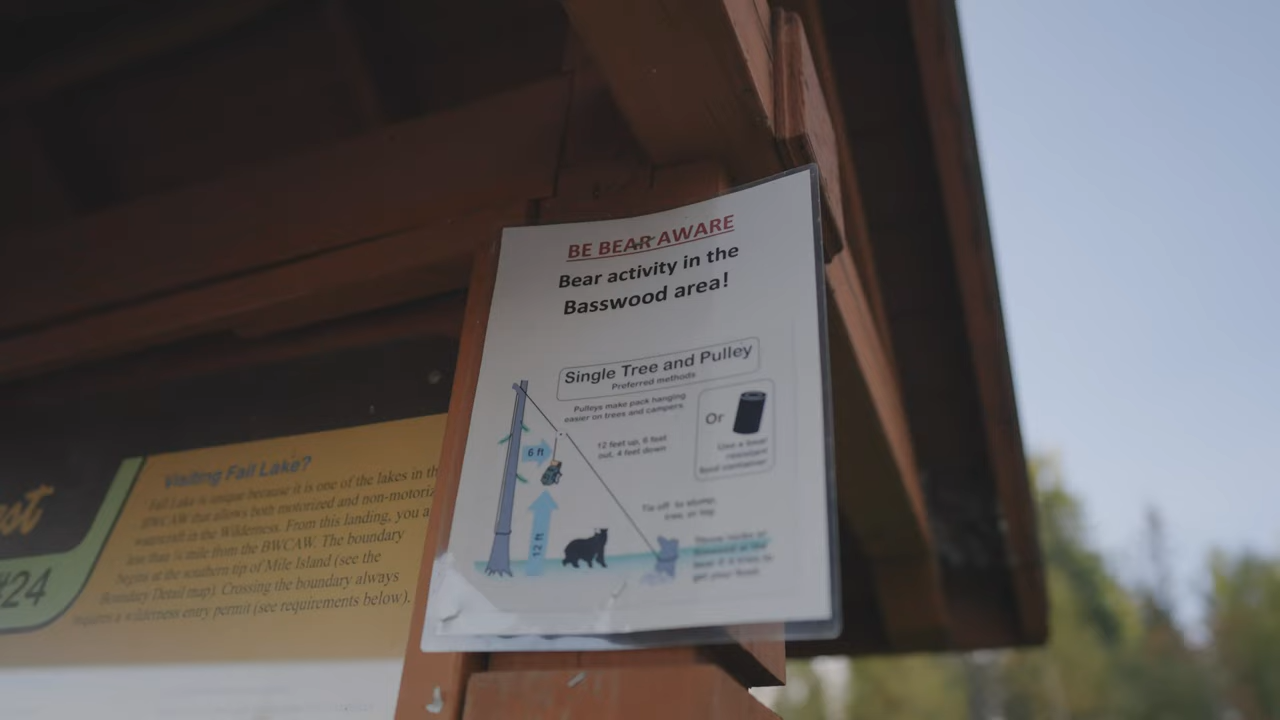 BE BEAR AWARE
Bear activity in the
Basswood area!
Single Tree and Pulley
Preferred methods
Pulleys make pack hanging
easier on trees and campers
12 feet up, 6 feet
out, 4 feet down
Or
Use a bear
resistant
food container
6 ft
12 ft
Tie off to stump,
tree, or
get your food.
#24
Visiting Fall Lake?
Fall Lake is unique because it is one of the lakes in th
BWCAW that allows both motorized and non-motoriz
watercraft in the Wilderness. From this landing, you a
less than mile from the BWCAW. The boundary
begins at the southern tip of Mile Island (see the
Boundary Detail map). Crossing the boundary always
requires a wilderness entry permit (see requirements below).